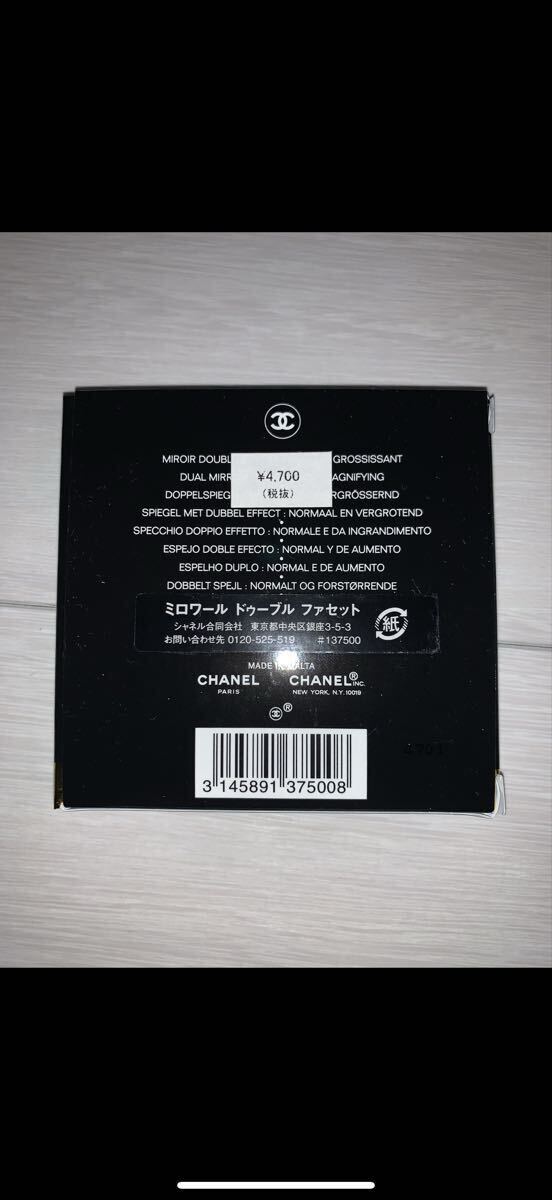 MIROIR DOUBL GROSSISSANT
DUAL MIRR AGNIFYING
¥4,700
(税抜)
DOPPELSPIEG RGRÖSSERND
SPIEGEL MET DUBBEL EFFECT : NORMAAL EN VERGROTEND
SPECCHIO DOPPIO EFFETTO : NORMALE E DA INGRANDIMENTO
ESPEJO DOBLE EFECTO : NORMAL Y DE AUMENTO
ESPELHO DUPLO : NORMAL E DE AUMENTO
DOBBELT SPEJL : NORMALT OG FORSTØRRENDE
ミロワール ドゥーブル ファセット
シャネル合同会社 東京都中央区銀座3-5-3
お問い合わせ先 0120-525-519 #137500
紙
MADE IN MALTA
CHANEL CHANEL® INC.
PARIS NEW YORK, N.Y. 10019
®
3 145891 375008